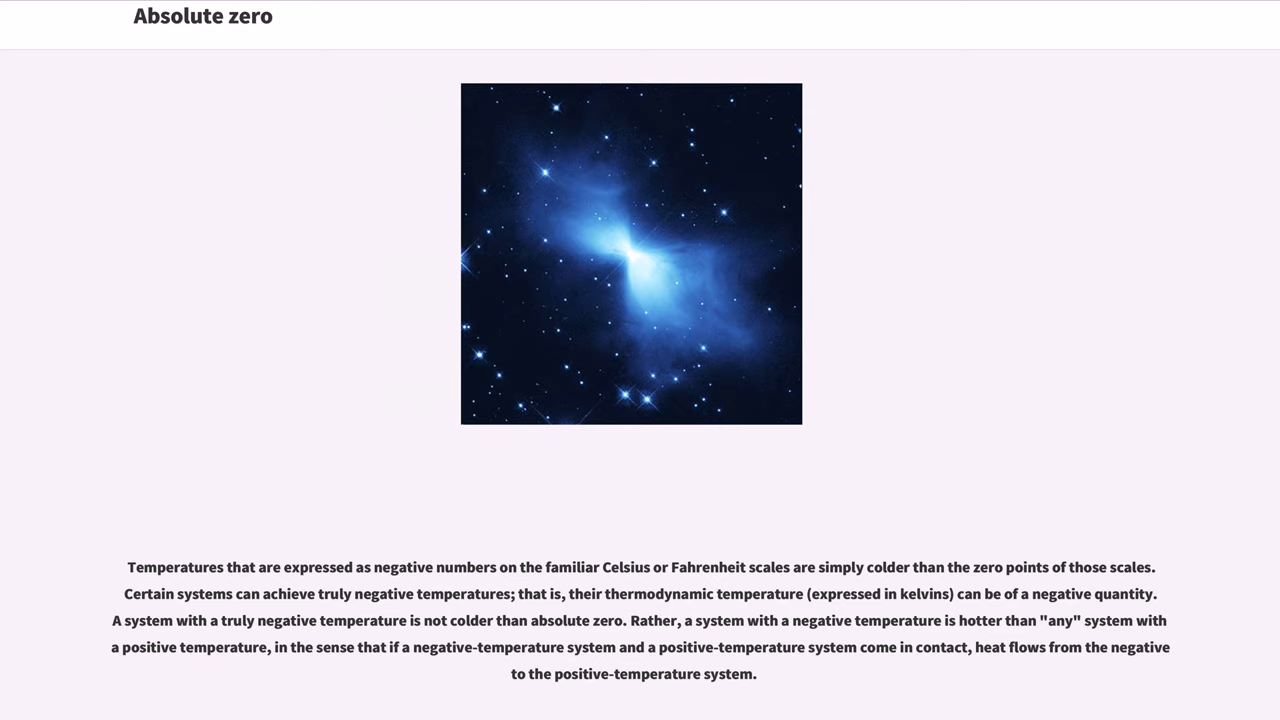 Absolute zero
Temperatures that are expressed as negative numbers on the familiar Celsius or Fahrenheit scales are simply colder than the zero points of those scales.
Certain systems can achieve truly negative temperatures; that is, their thermodynamic temperature (expressed in kelvins) can be of a negative quantity.
A system with a truly negative temperature is not colder than absolute zero. Rather, a system with a negative temperature is hotter than "any" system with
a positive temperature, in the sense that if a negative-temperature system and a positive-temperature system come in contact, heat flows from the negative
to the positive-temperature system.